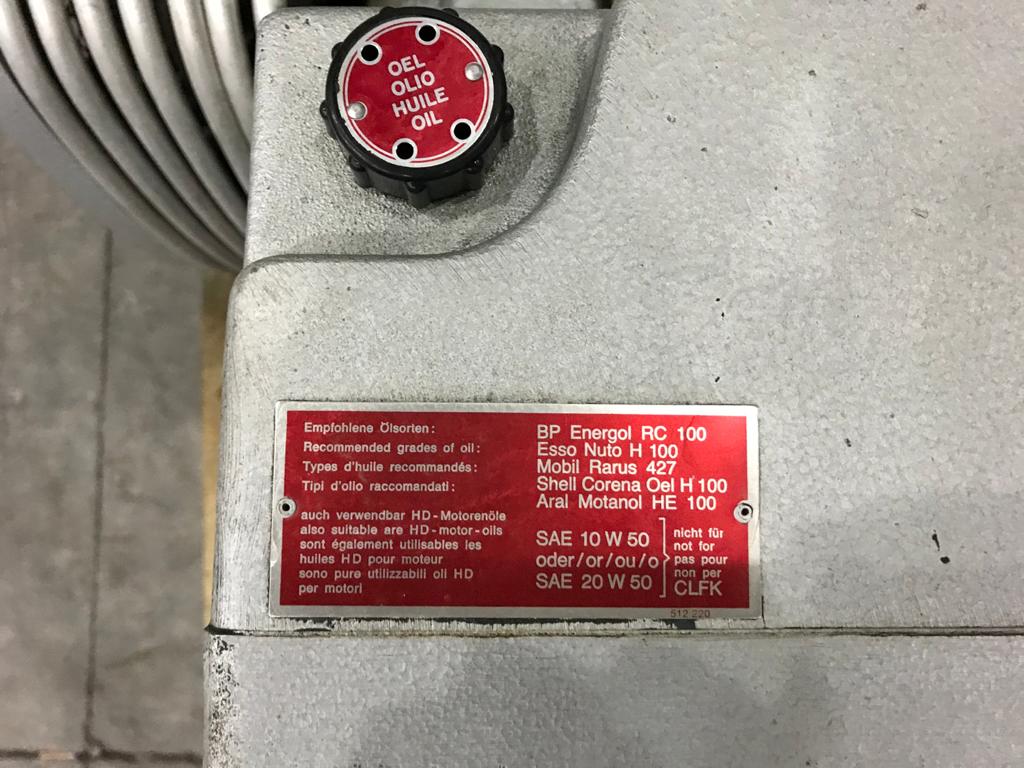 OEL
OLIO
HUILE
OIL
Empfohlene Ölsorten:
Recommended grades of oil:
Types d'huile recommandés:
Tipi d'olio raccomandati:
BP Energol RC 100
Esso Nuto H 100
Mobil Rarus 427
Shell Corena Oel H 100
Aral Motanol HE 100
auch verwendbar HD-Motorenöle
also suitable are HD-motor-oils
sont également utilisables les
huiles HD pour moteur
sono pure utilizzabili oli HD
per motori
SAE 10 W 50
oder/or/ou/o
SAE 20 W 50
nicht für
not for
pas pour
non per
CLFK
512 220